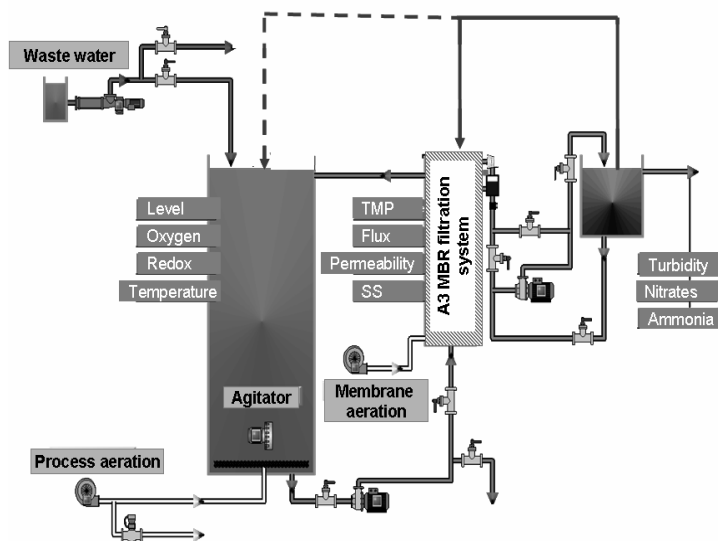 Waste water
Level
Oxygen
Redox
Temperature
TMP
Flux
Permeability
SS
A3 MBR filtration
system
Turbidity
Nitrates
Ammonia
Membrane
aeration
Agitator
Process aeration